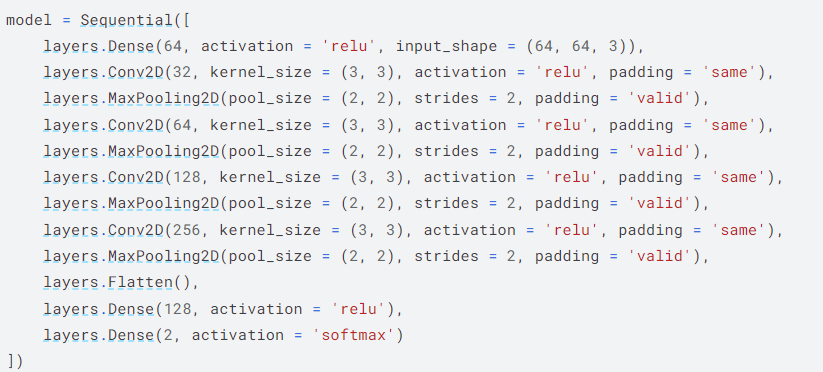 model = Sequential([
    layers.Dense(64, activation = 'relu', input_shape = (64, 64, 3)),
    layers.Conv2D(32, kernel_size = (3, 3), activation = 'relu', padding = 'same'),
    layers.MaxPooling2D(pool_size = (2, 2), strides = 2, padding = 'valid'),
    layers.Conv2D(64, kernel_size = (3, 3), activation = 'relu', padding = 'same'),
    layers.MaxPooling2D(pool_size = (2, 2), strides = 2, padding = 'valid'),
    layers.Conv2D(128, kernel_size = (3, 3), activation = 'relu', padding = 'same'),
    layers.MaxPooling2D(pool_size = (2, 2), strides = 2, padding = 'valid'),
    layers.Conv2D(256, kernel_size = (3, 3), activation = 'relu', padding = 'same'),
    layers.MaxPooling2D(pool_size = (2, 2), strides = 2, padding = 'valid'),
    layers.Flatten(),
    layers.Dense(128, activation = 'relu'),
    layers.Dense(2, activation = 'softmax')
])